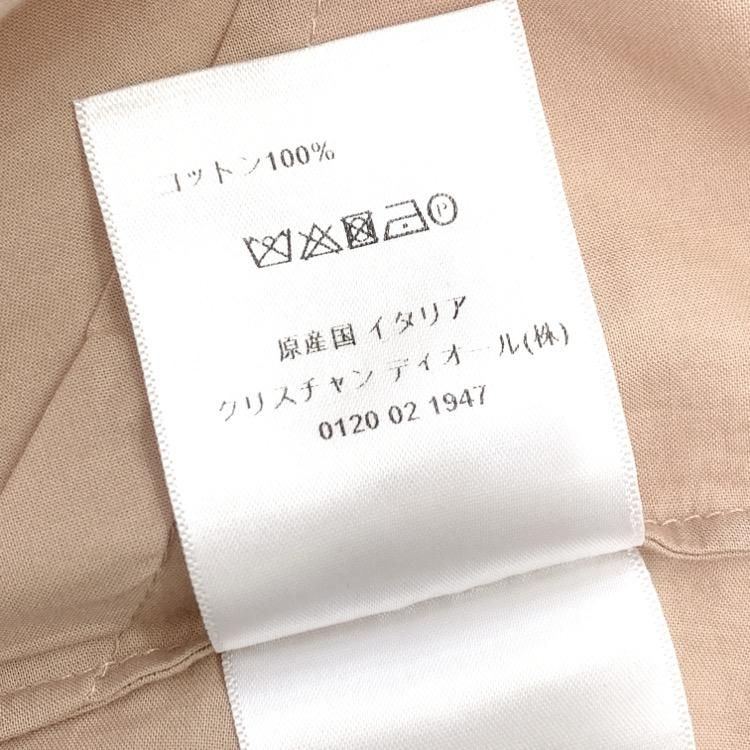 コットン100%
P
原産国 イタリア
クリスチャン ディオール(株)
0120 02 1947